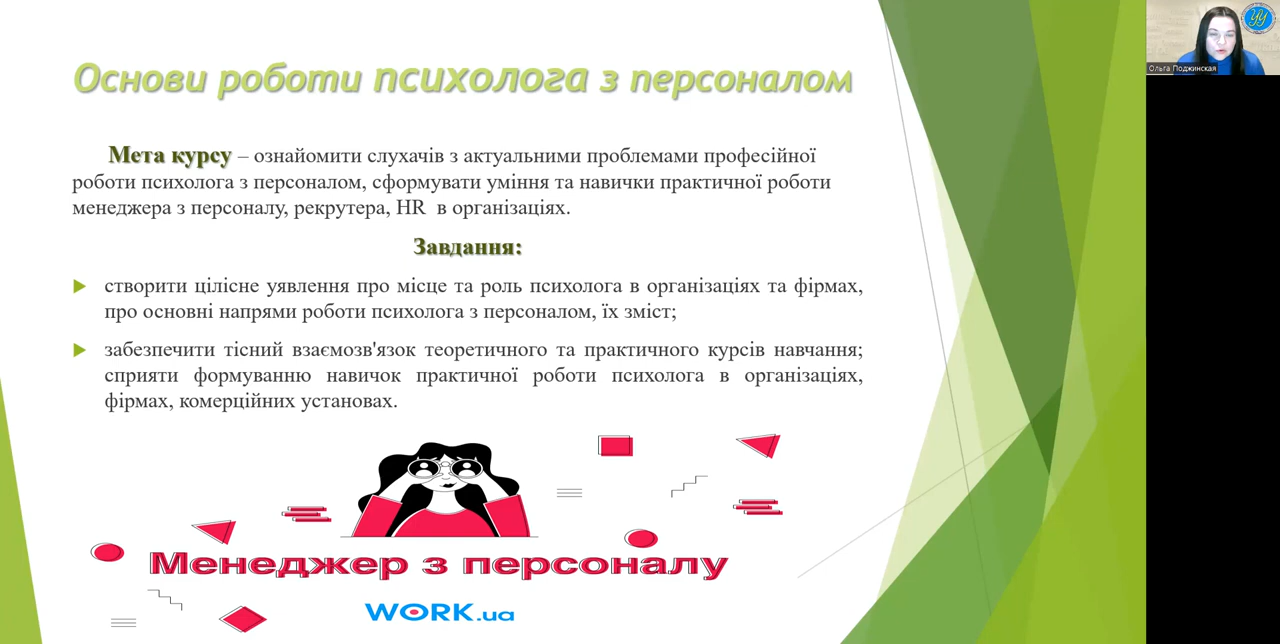 Основи роботи психолога з персоналом
Мета курсу – ознайомити слухачів з актуальними проблемами професійної
роботи психолога з персоналом, сформувати уміння та навички практичної роботи
менеджера з персоналу, рекрутера, HR в організаціях.
Завдання:
створити цілісне уявлення про місце та роль психолога в організаціях та фірмах,
про основні напрями роботи психолога з персоналом, їх зміст;
забезпечити тісний взаємозв'язок теоретичного та практичного курсів навчання;
сприяти формуванню навичок практичної роботи психолога в організаціях,
фірмах, комерційних установах.
Менеджер з персоналу
WORK.ua
Ольга Поджинская